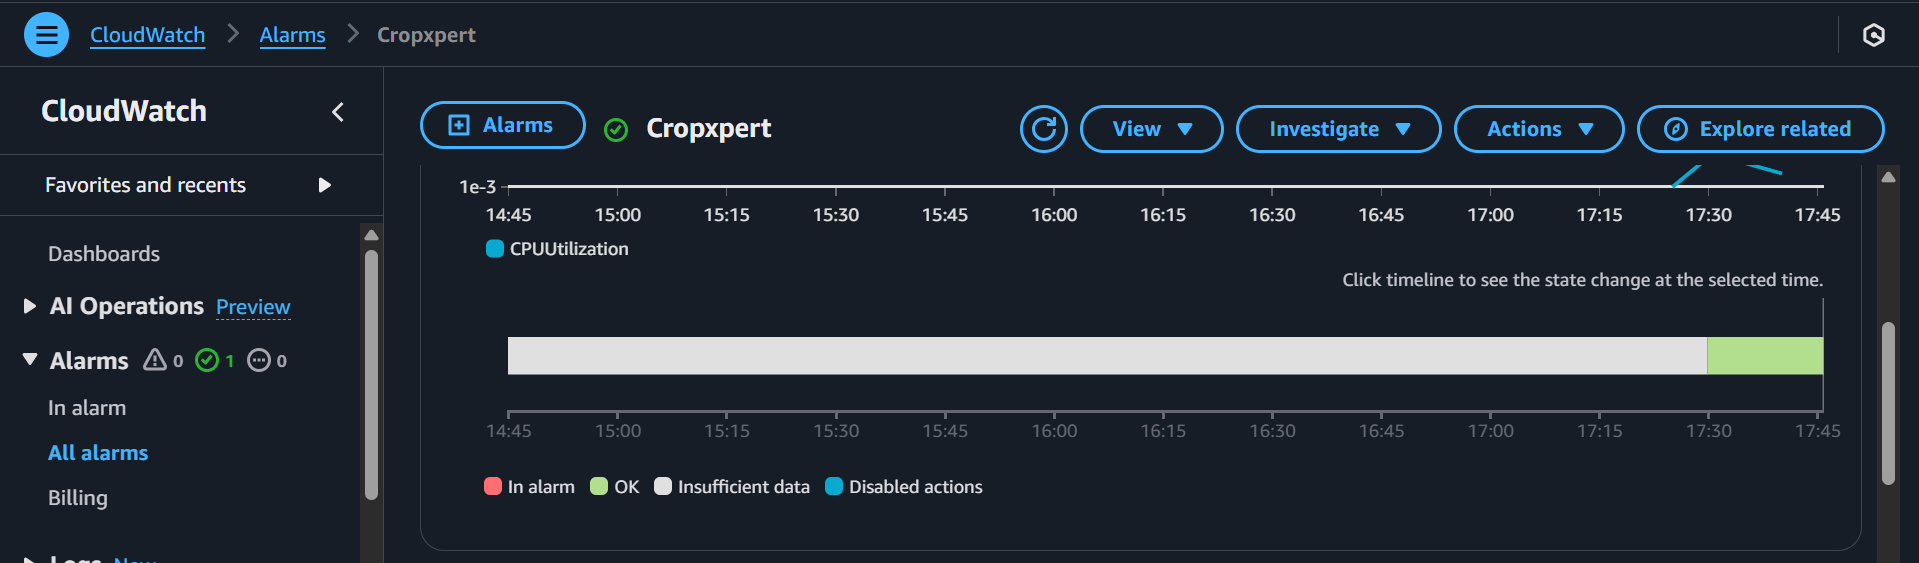 CloudWatch > Alarms > Cropxpert
CloudWatch
Favorites and recents
Dashboards
AI Operations Preview
Alarms 0 1 0
In alarm
All alarms
Billing
Logs New
Alarms Cropxpert View Investigate Actions Explore related
1e-3
14:45 15:00 15:15 15:30 15:45 16:00 16:15 16:30 16:45 17:00 17:15 17:30 17:45
CPUUtilization
Click timeline to see the state change at the selected time.
14:45 15:00 15:15 15:30 15:45 16:00 16:15 16:30 16:45 17:00 17:15 17:30 17:45
In alarm OK Insufficient data Disabled actions